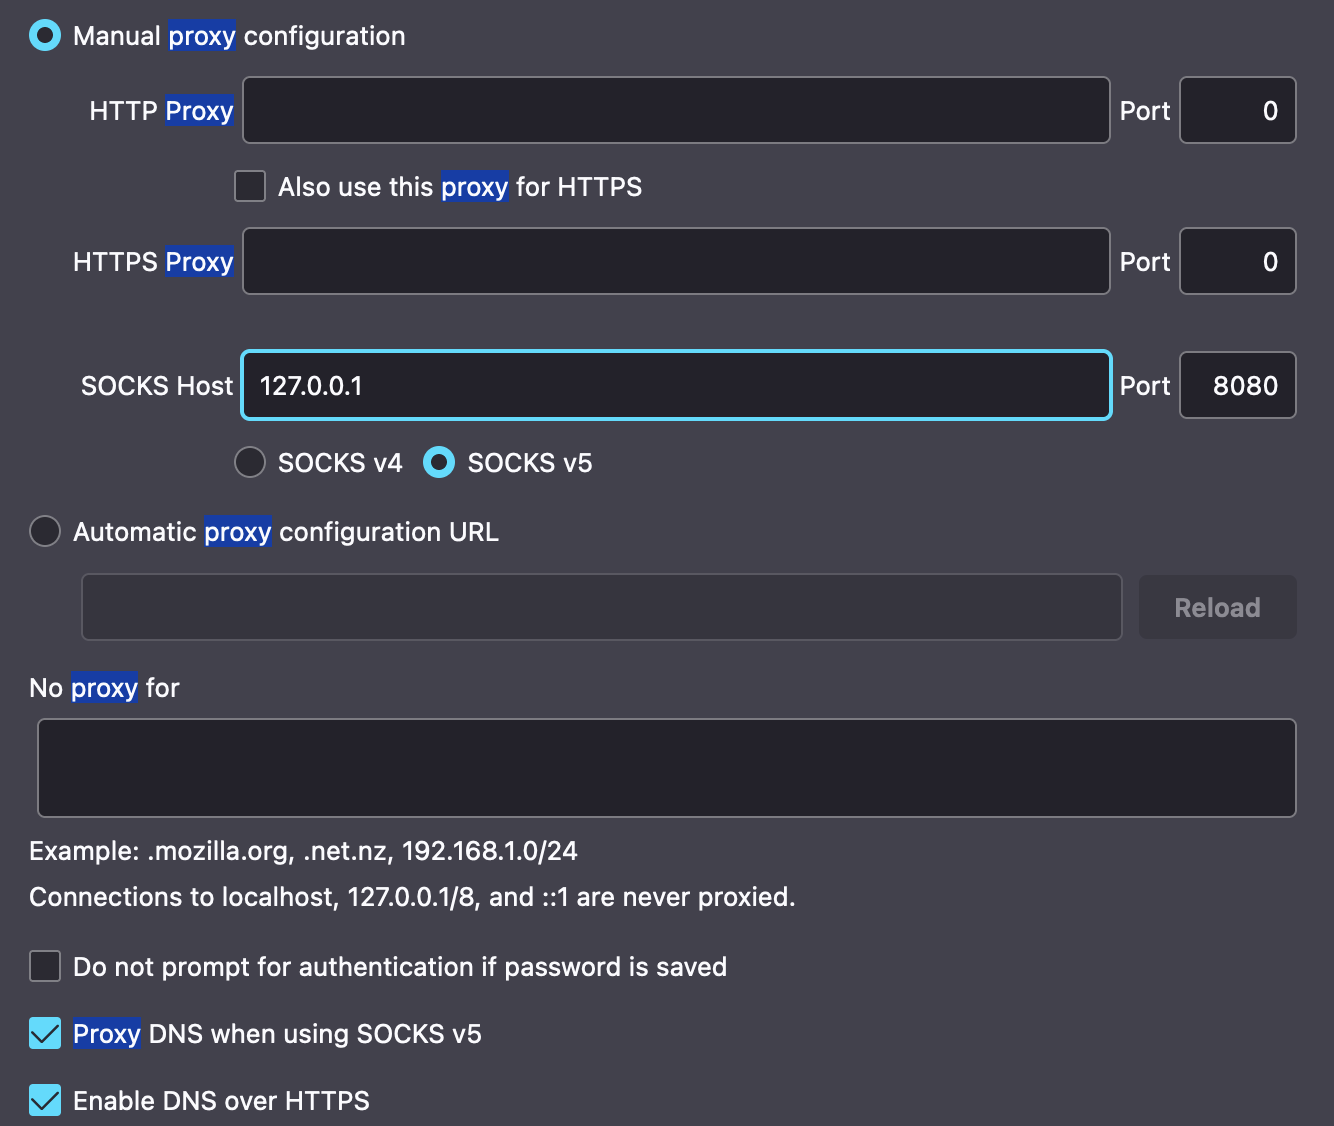 Manual proxy configuration
HTTP Proxy Port 0
Also use this proxy for HTTPS
HTTPS Proxy Port 0
SOCKS Host 127.0.0.1 Port 8080
SOCKS v4 SOCKS v5
Automatic proxy configuration URL
Reload
No proxy for
Example: .mozilla.org, .net.nz, 192.168.1.0/24
Connections to localhost, 127.0.0.1/8, and ::1 are never proxied.
Do not prompt for authentication if password is saved
Proxy DNS when using SOCKS v5
Enable DNS over HTTPS